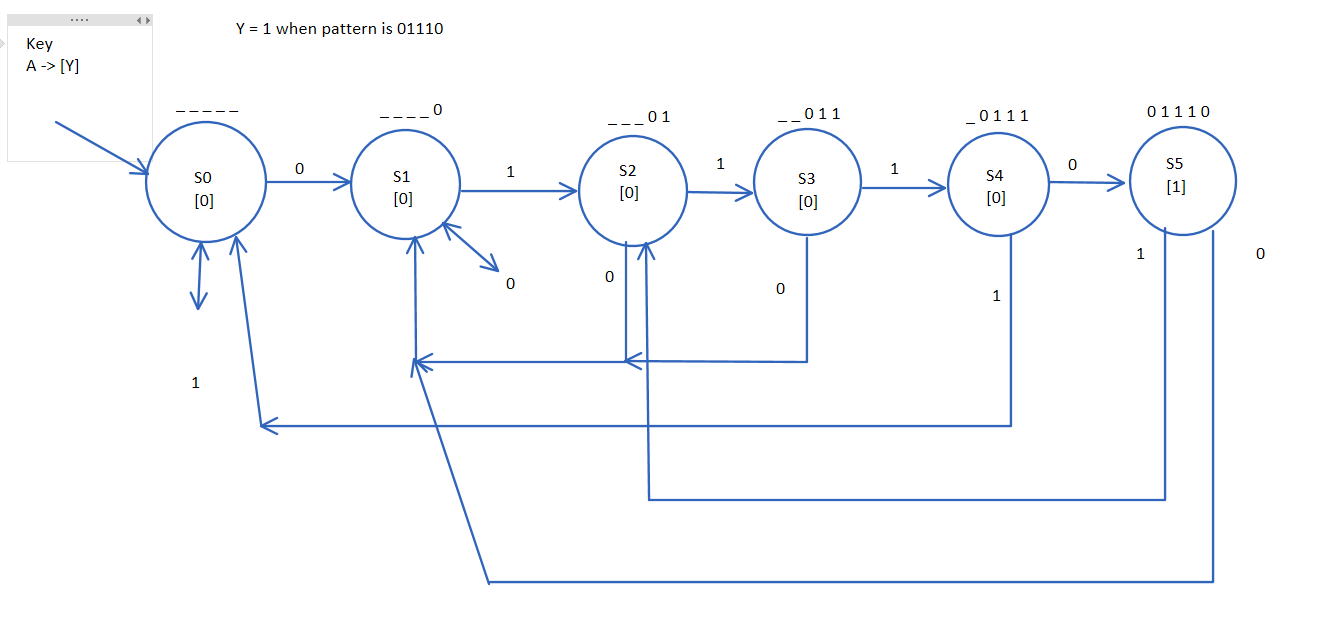 Y = 1 when pattern is 01110
Key
A -> [Y]
_ _ _ _ _
_ _ _ _ 0
_ _ _ 0 1
_ _ 0 1 1
_ 0 1 1 1
0 1 1 1 0
S0
[0]
0
S1
[0]
1
S2
[0]
1
S3
[0]
1
S4
[0]
0
S5
[1]
1
0
0
0
1
1
0